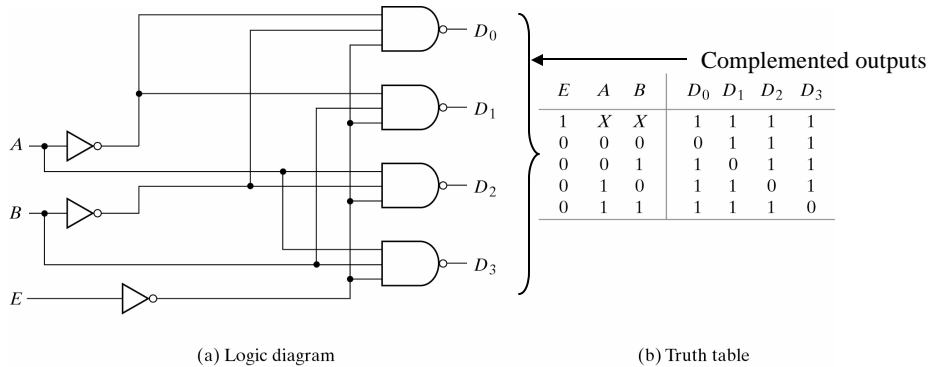 D0
Complemented outputs
E A B D0 D1 D2 D3
D1
1 X X 1 1 1 1
0 0 0 0 1 1 1
A
0 0 1 1 0 1 1
0 1 0 1 1 0 1
D2
0 1 1 1 1 1 0
B
D3
E
(a) Logic diagram
(b) Truth table